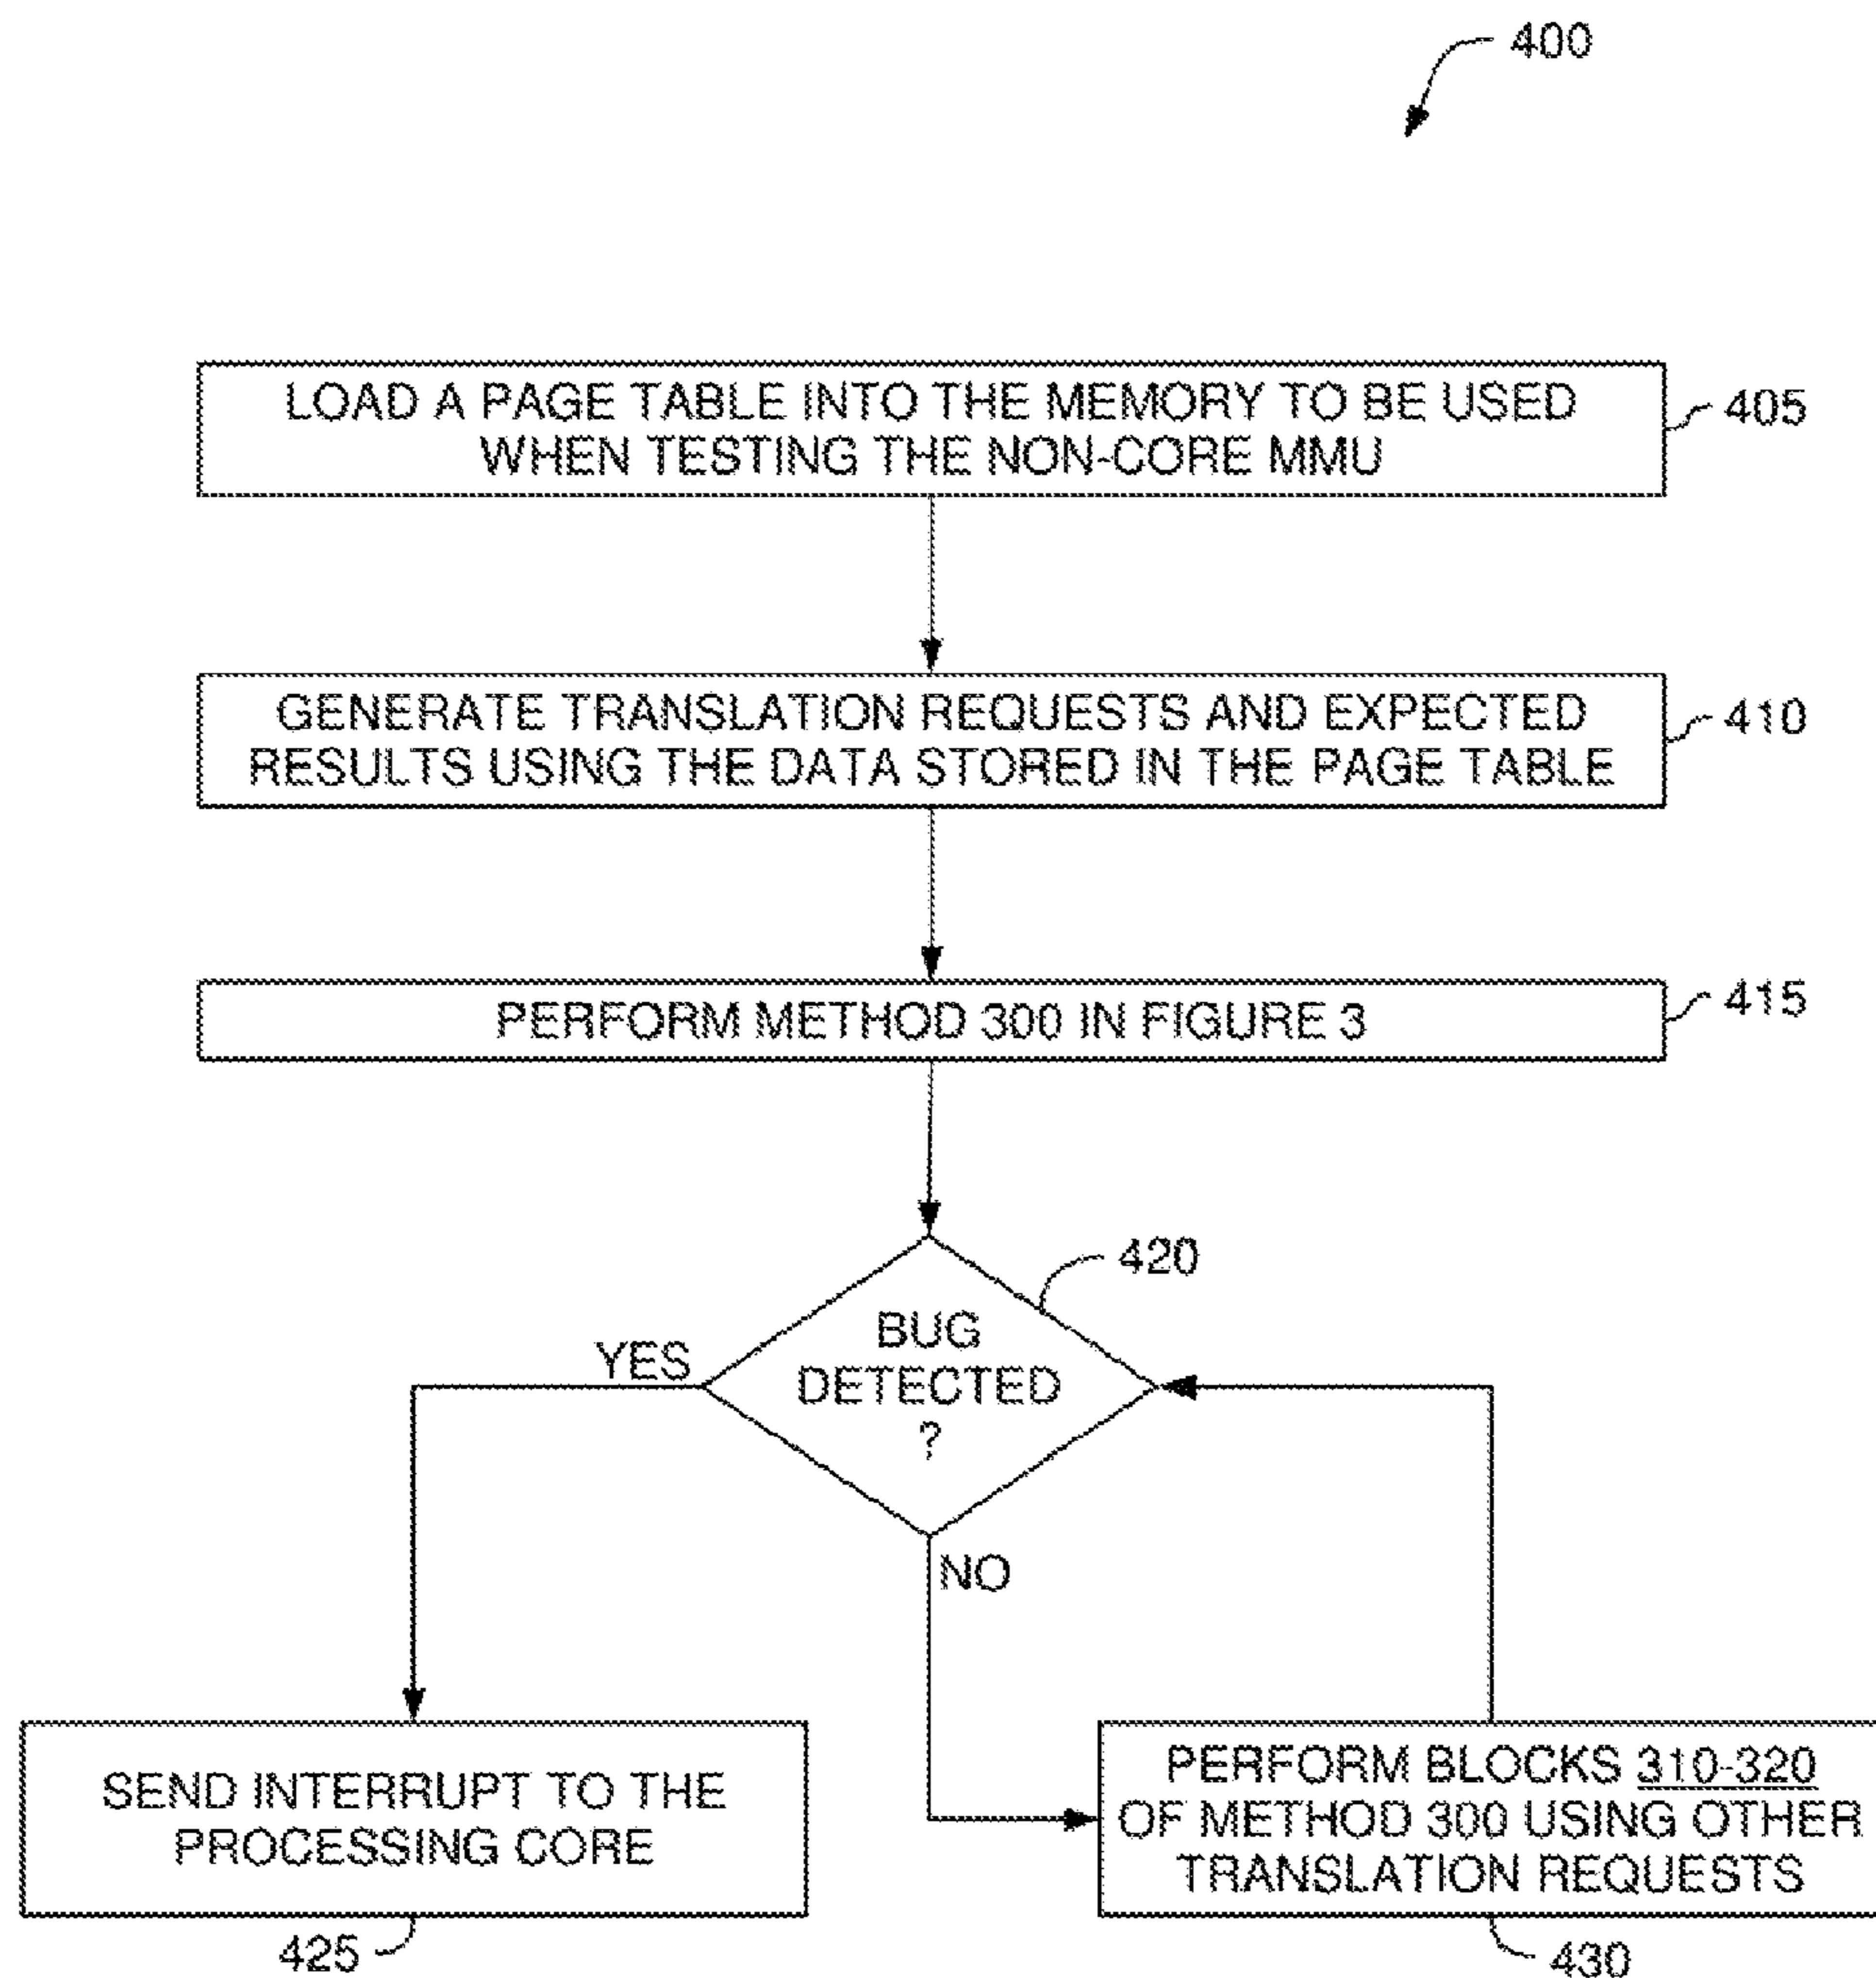 400
LOAD A PAGE TABLE INTO THE MEMORY TO BE USED
WHEN TESTING THE NON-CORE MMU
405
GENERATE TRANSLATION REQUESTS AND EXPECTED
RESULTS USING THE DATA STORED IN THE PAGE TABLE
410
PERFORM METHOD 300 IN FIGURE 3
415
420
BUG
DETECTED
?
YES
NO
SEND INTERRUPT TO THE
PROCESSING CORE
425
PERFORM BLOCKS 310-320
OF METHOD 300 USING OTHER
TRANSLATION REQUESTS
430